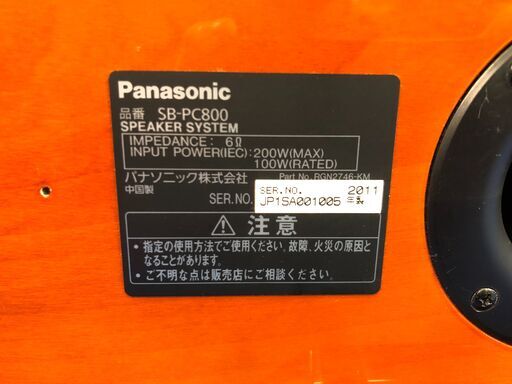 Panasonic
品番 SB-PC800
SPEAKER SYSTEM
IMPEDANCE: 6Ω
INPUT POWER(IEC): 200W(MAX)
100W(RATED)
パナソニック株式会社 Part No. RGN2746-KM
中国製
SER.NO.
SER.NO. 2011
JP1SA001005 年製
⚠ 注意
・指定の使用方法でご使用ください。故障、火災の原因と
なることがあります。
・ご不明な点は販売店にご相談ください。